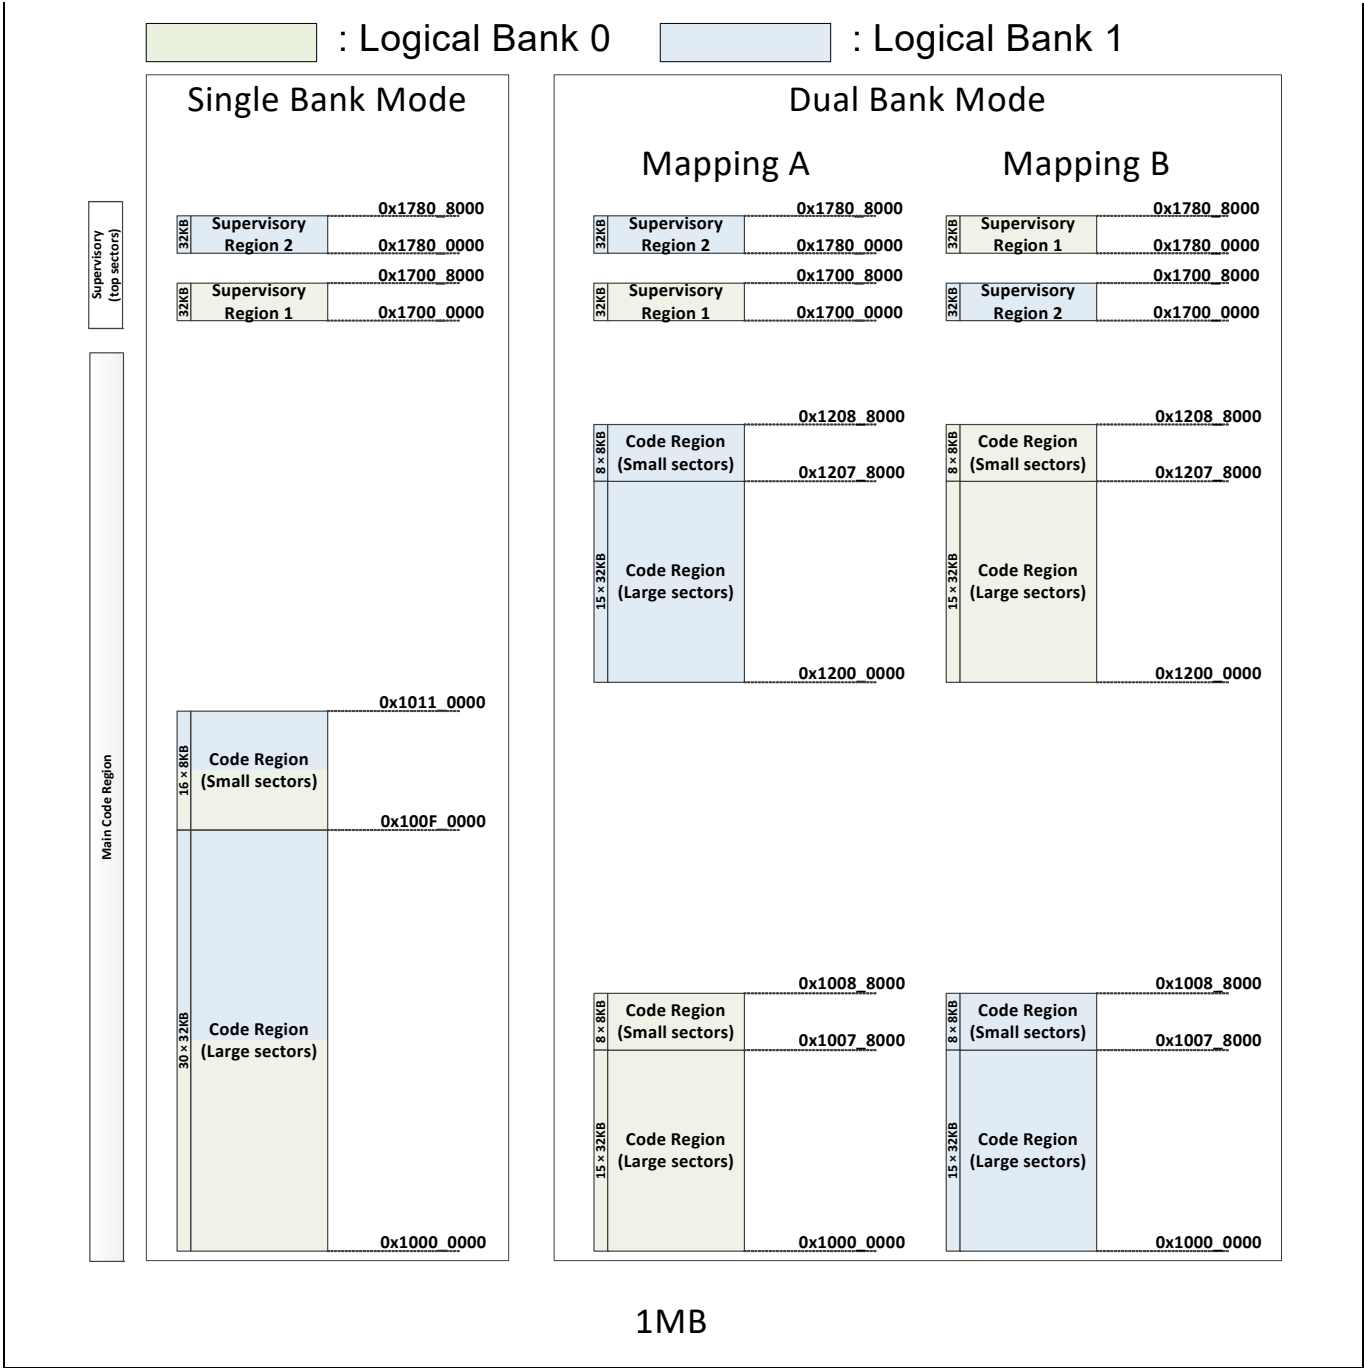 : Logical Bank 0
: Logical Bank 1
Single Bank Mode
Dual Bank Mode
Mapping A
Mapping B
Supervisory
(top sectors)
Main Code Region
32KB
Supervisory
Region 2
0x1780_8000
0x1780_0000
32KB
Supervisory
Region 1
0x1700_8000
0x1700_0000
16 × 8KB
Code Region
(Small sectors)
0x1011_0000
0x100F_0000
30 × 32KB
Code Region
(Large sectors)
0x1000_0000
32KB
Supervisory
Region 2
0x1780_8000
0x1780_0000
32KB
Supervisory
Region 1
0x1700_8000
0x1700_0000
8 × 8KB
Code Region
(Small sectors)
0x1208_8000
0x1207_8000
15 × 32KB
Code Region
(Large sectors)
0x1200_0000
8 × 8KB
Code Region
(Small sectors)
0x1008_8000
0x1007_8000
15 × 32KB
Code Region
(Large sectors)
0x1000_0000
32KB
Supervisory
Region 1
0x1780_8000
0x1780_0000
32KB
Supervisory
Region 2
0x1700_8000
0x1700_0000
8 × 8KB
Code Region
(Small sectors)
0x1208_8000
0x1207_8000
15 × 32KB
Code Region
(Large sectors)
0x1200_0000
8 × 8KB
Code Region
(Small sectors)
0x1008_8000
0x1007_8000
15 × 32KB
Code Region
(Large sectors)
0x1000_0000
1MB